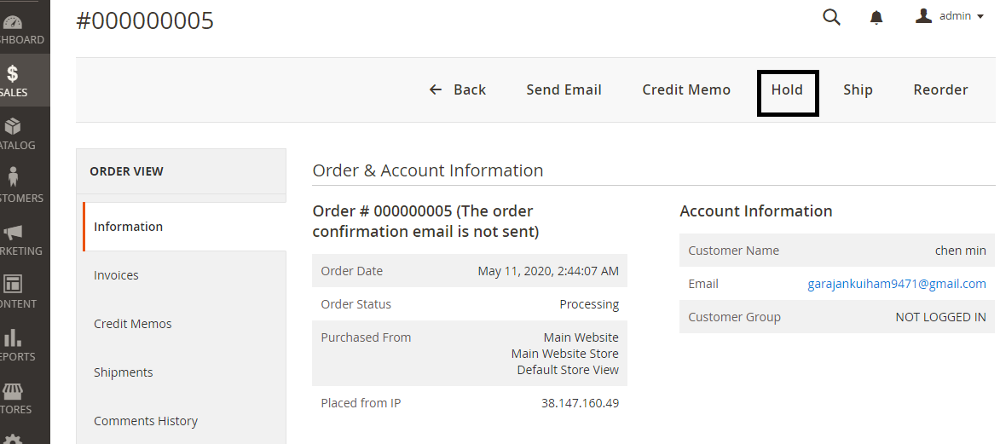 #000000005
admin
SHBOARD
$
SALES
ATALOG
STOMERS
RKETING
ONTENT
EPORTS
TORES
Back
Send Email
Credit Memo
Hold
Ship
Reorder
ORDER VIEW
Information
Invoices
Credit Memos
Shipments
Comments History
Order & Account Information
Order # 000000005 (The order
confirmation email is not sent)
Order Date May 11, 2020, 2:44:07 AM
Order Status Processing
Purchased From Main Website
Main Website Store
Default Store View
Placed from IP 38.147.160.49
Account Information
Customer Name chen min
Email garajankuiham9471@gmail.com
Customer Group NOT LOGGED IN